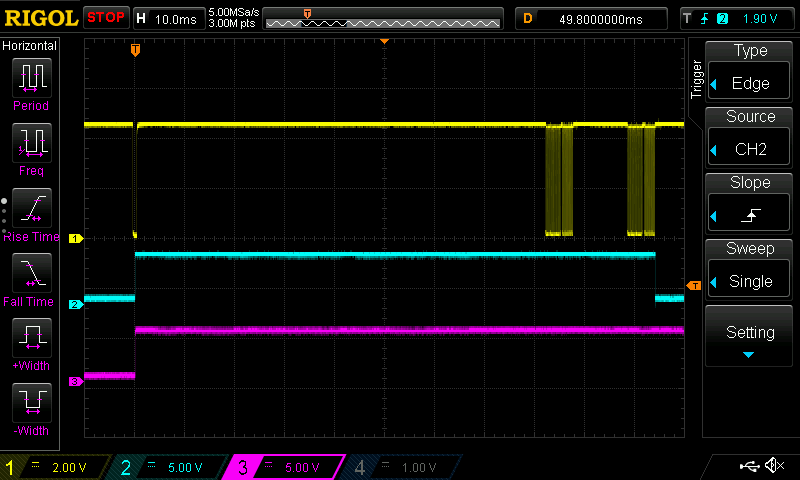 RIGOL STOP H 10.0ms 5.00MSa/s D 49.8000000ms T 2 1.90 V
3.00M pts
T
Horizontal
Period
Freq
Rise Time
Fall Time
+Width
-Width
T
1
2
3
T
Trigger
Type
Edge
Source
CH2
Slope
Sweep
Single
Setting
1 2.00 V 2 5.00 V 3 5.00 V 4 1.00 V